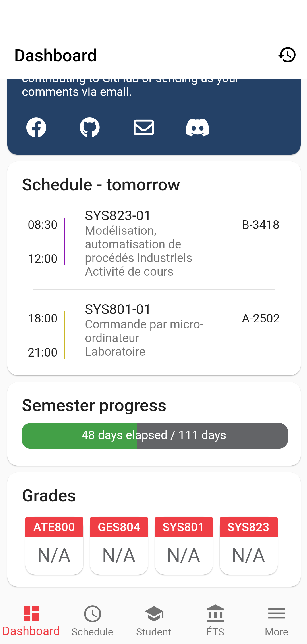 Dashboard
contributing to GitHub or sending us your
comments via email.
Schedule - tomorrow
08:30
12:00
SYS823-01
Modélisation,
automatisation de
procédés industriels
Activité de cours
B-3418
18:00
21:00
SYS801-01
Commande par micro-
ordinateur
Laboratoire
A-2502
Semester progress
48 days elapsed / 111 days
Grades
ATE800 GES804 SYS801 SYS823
N/A N/A N/A N/A
Dashboard Schedule Student ÉTS More